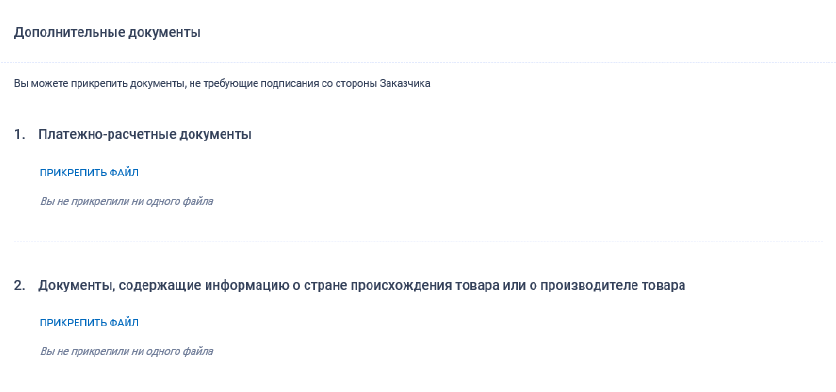 Дополнительные документы
Вы можете прикрепить документы, не требующие подписания со стороны Заказчика
1. Платежно-расчетные документы
ПРИКРЕПИТЬ ФАЙЛ
Вы не прикрепили ни одного файла
2. Документы, содержащие информацию о стране происхождения товара или о производителе товара
ПРИКРЕПИТЬ ФАЙЛ
Вы не прикрепили ни одного файла